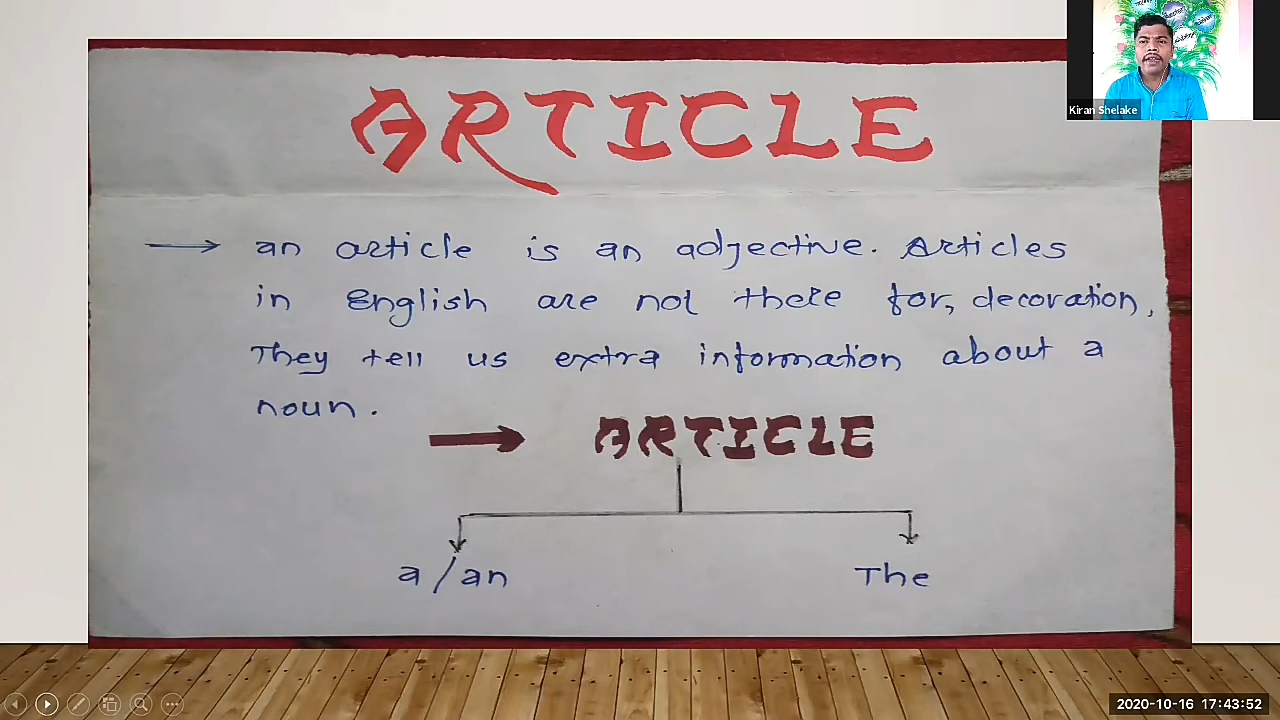 ARTICLE
an article is an adjective. Articles
in English are not there for, decoration,
They tell us extra information about a
noun.
ARTICLE
a/an
The
Kiran Shelake
2020-10-16 17:43:52